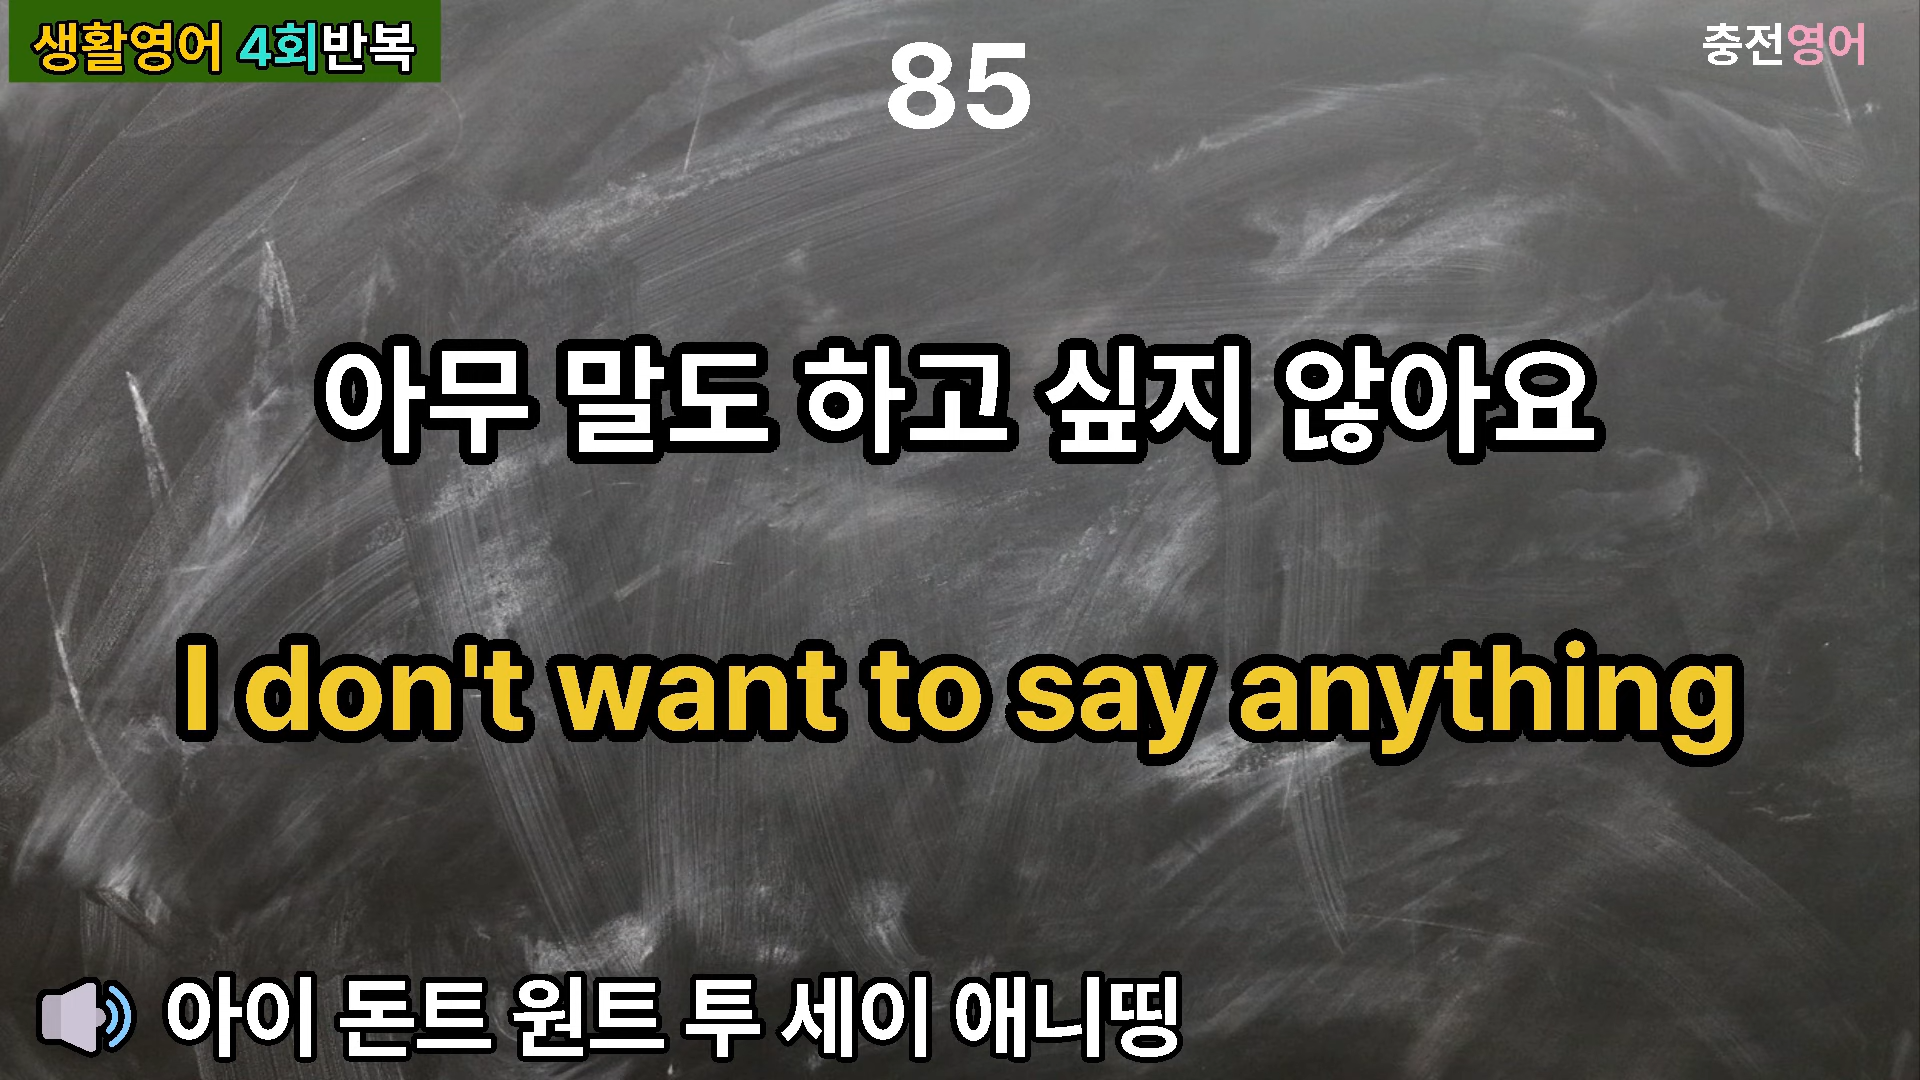 생활영어 4회반복
85
충전영어
아무 말도 하고 싶지 않아요
I don't want to say anything
아이 돈트 원트 투 세이 애니띵